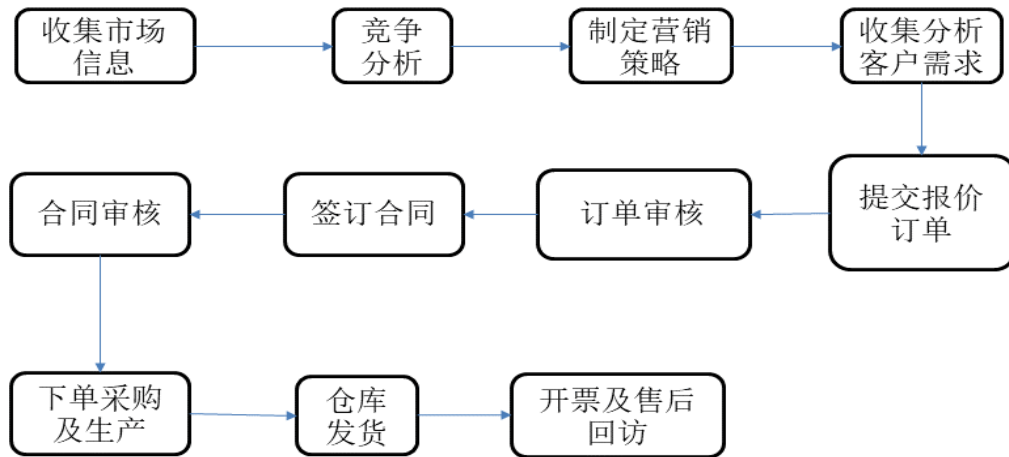 收集市场
信息
竞争
分析
制定营销
策略
收集分析
客户需求
提交报价
订单
订单审核
签订合同
合同审核
下单采购
及生产
仓库
发货
开票及售后
回访